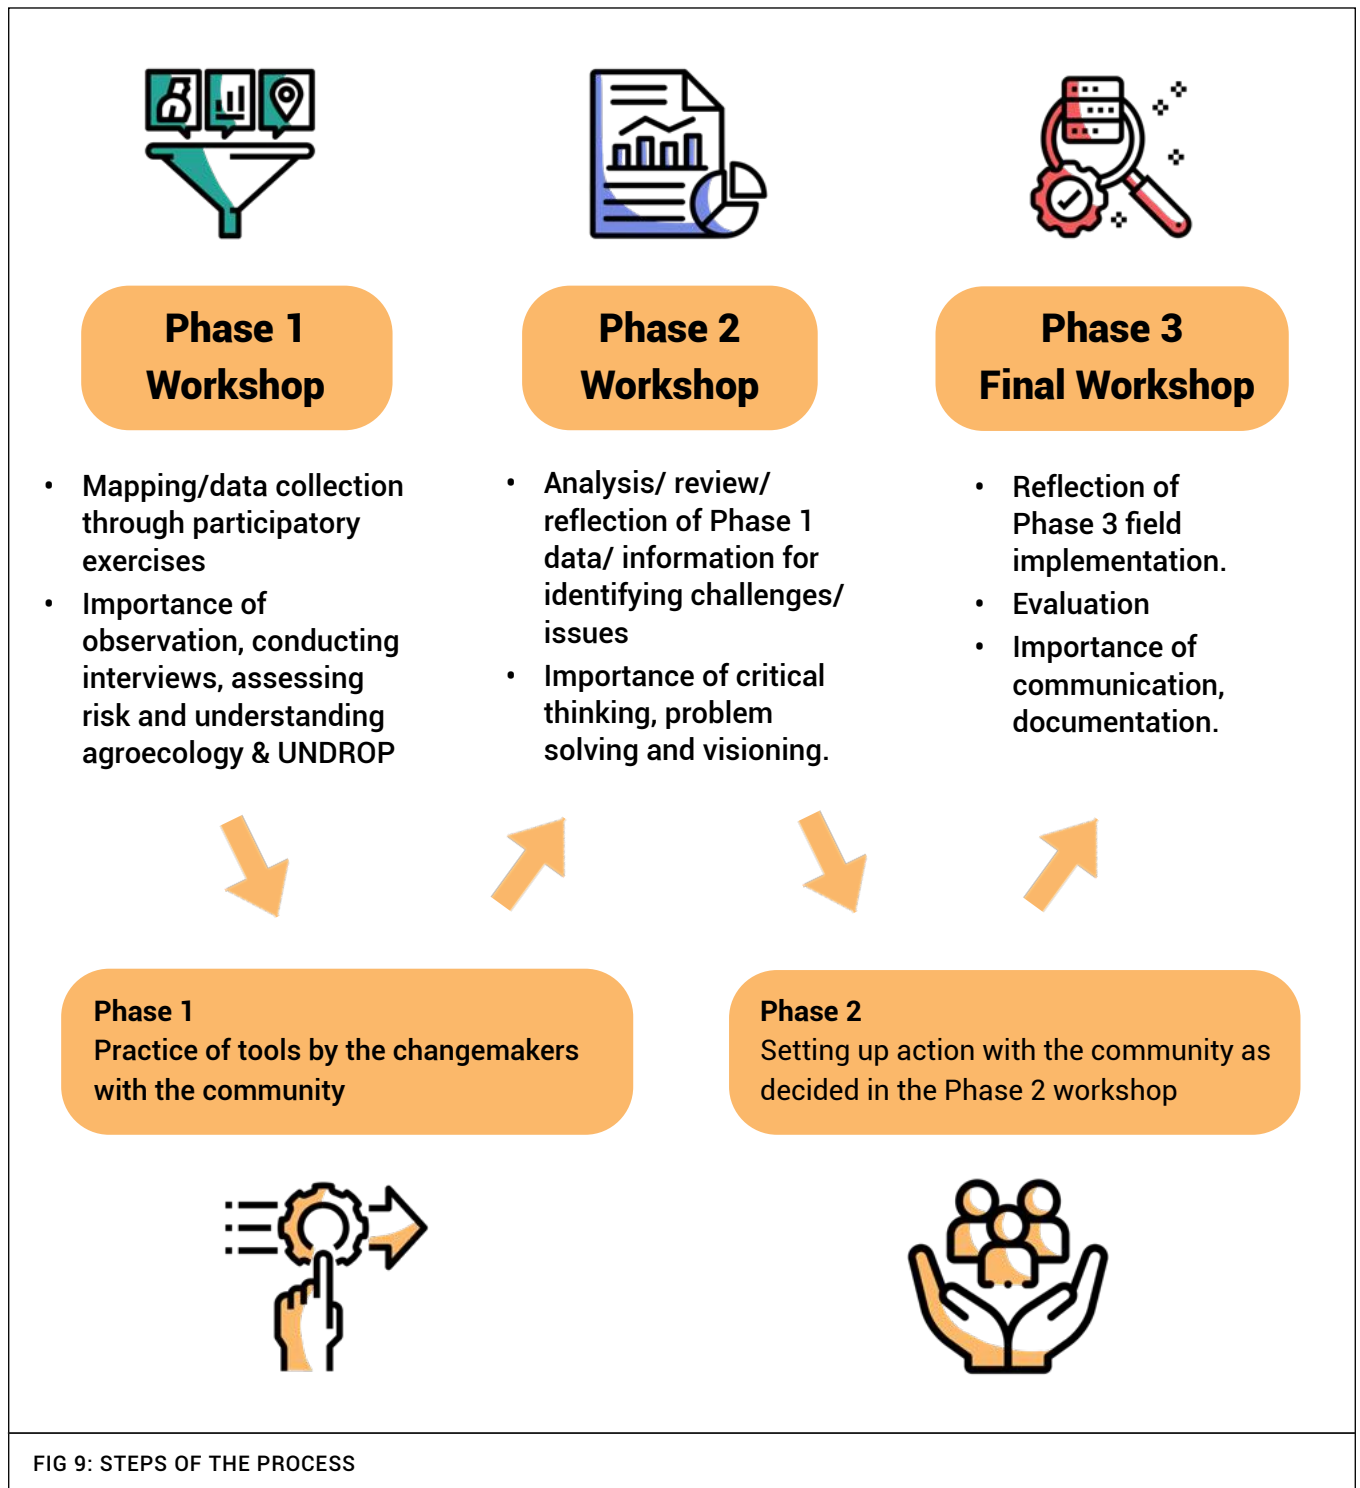 Phase 1
Workshop
• Mapping/data collection
through participatory
exercises
• Importance of
observation, conducting
interviews, assessing
risk and understanding
agroecology & UNDROP
Phase 2
Workshop
• Analysis/ review/
reflection of Phase 1
data/ information for
identifying challenges/
issues
• Importance of critical
thinking, problem
solving and visioning.
Phase 3
Final Workshop
• Reflection of
Phase 3 field
implementation.
• Evaluation
• Importance of
communication,
documentation.
Phase 1
Practice of tools by the changemakers
with the community
Phase 2
Setting up action with the community as
decided in the Phase 2 workshop
FIG 9: STEPS OF THE PROCESS